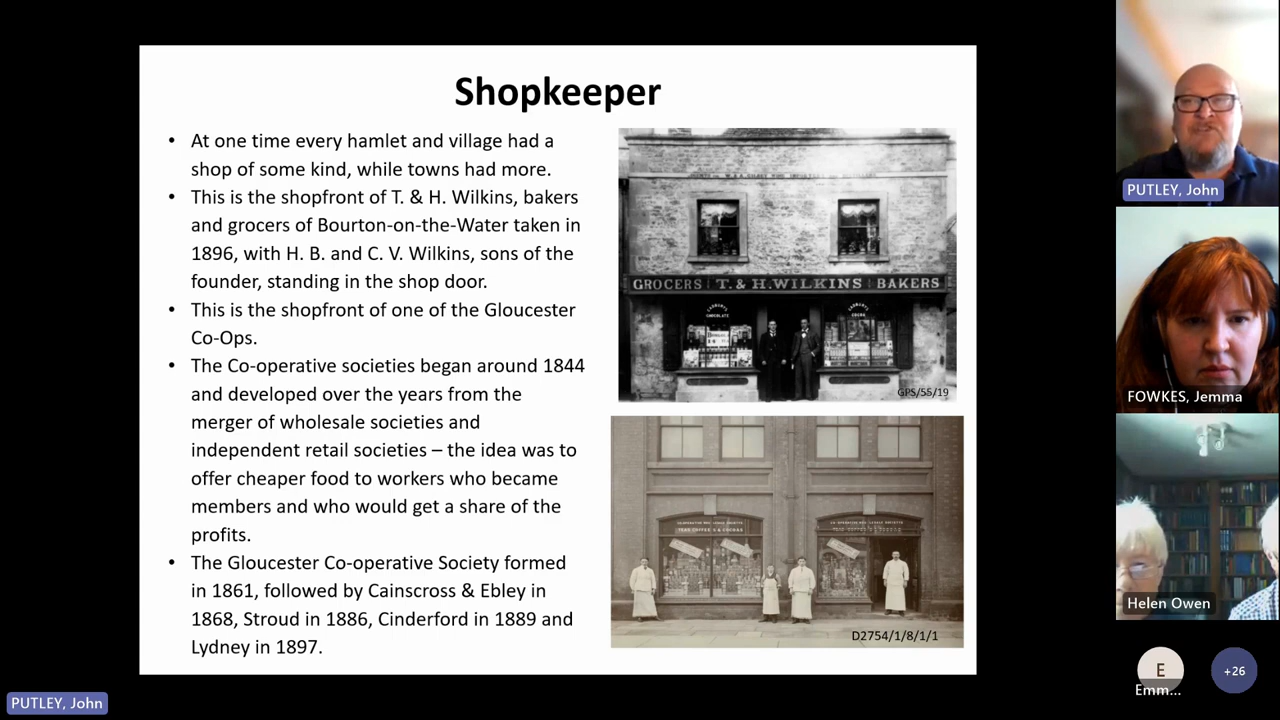 Shopkeeper
• At one time every hamlet and village had a
shop of some kind, while towns had more.
• This is the shopfront of T. & H. Wilkins, bakers
and grocers of Bourton-on-the-Water taken in
1896, with H. B. and C. V. Wilkins, sons of the
founder, standing in the shop door.
• This is the shopfront of one of the Gloucester
Co-Ops.
• The Co-operative societies began around 1844
and developed over the years from the
merger of wholesale societies and
independent retail societies – the idea was to
offer cheaper food to workers who became
members and who would get a share of the
profits.
• The Gloucester Co-operative Society formed
in 1861, followed by Cainscross & Ebley in
1868, Stroud in 1886, Cinderford in 1889 and
Lydney in 1897.
GROCERS T. & H. WILKINS BAKERS
CADBURY'S
CHOCOLATE
CADBURY'S
COCOA
GPS/55/19
D2754/1/8/1/1
PUTLEY, John
FOWKES, Jemma
Helen Owen
E
Emm...
+26
PUTLEY, John